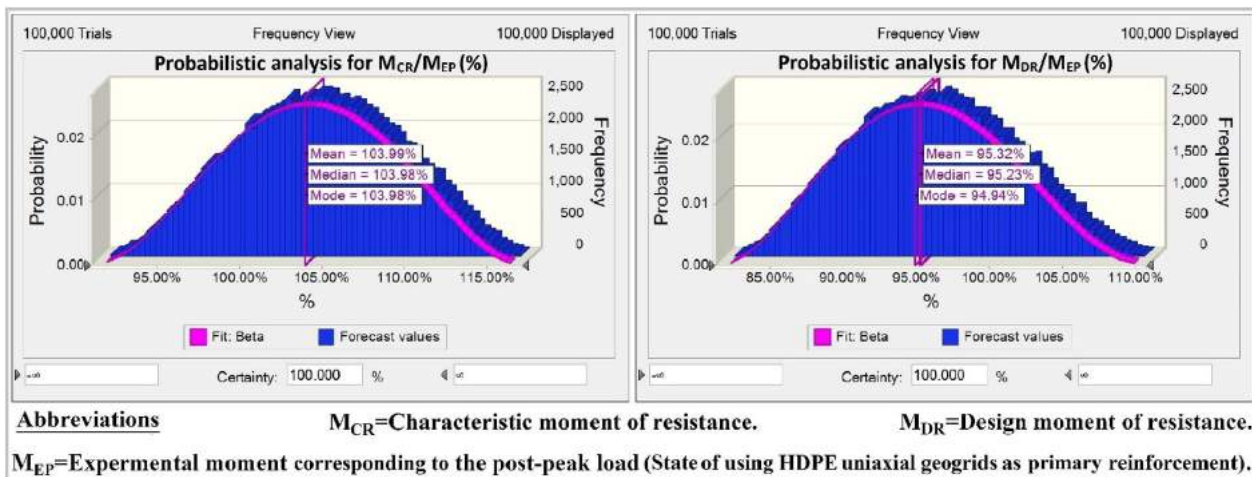 100,000 Trials Frequency View 100,000 Displayed
Probabilistic analysis for MCR/MEP (%)
Probability
0.02
0.01
0.00
2,500
2,000
1,500
1,000
500
0
Frequency
Mean = 103.99%
Median = 103.98%
Mode = 103.98%
95.00% 100.00% 105.00% 110.00% 115.00%
%
Fit: Beta Forecast values
-∞ Certainty: 100.000 % ∞
100,000 Trials Frequency View 100,000 Displayed
Probabilistic analysis for MDR/MEP (%)
Probability
0.02
0.01
0.00
2,500
2,000
1,500
1,000
500
0
Frequency
Mean = 95.32%
Median = 95.23%
Mode = 94.94%
85.00% 90.00% 95.00% 100.00% 105.00% 110.00%
%
Fit: Beta Forecast values
-∞ Certainty: 100.000 % ∞
Abbreviations MCR=Characteristic moment of resistance. MDR=Design moment of resistance.
MEP=Expermental moment corresponding to the post-peak load (State of using HDPE uniaxial geogrids as primary reinforcement).